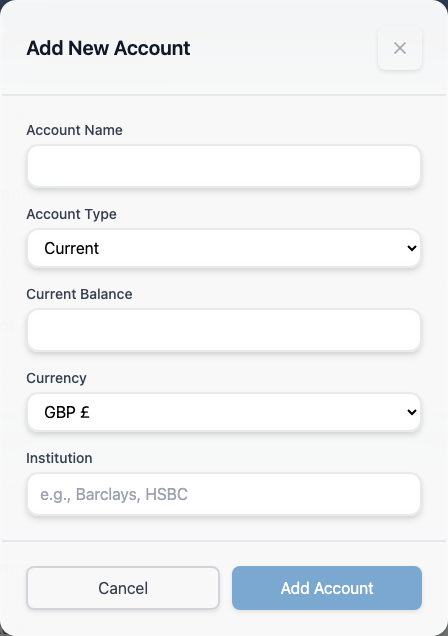 Add New Account
Account Name
Account Type
Current
Current Balance
Currency
GBP £
Institution
e.g., Barclays, HSBC
Cancel
Add Account